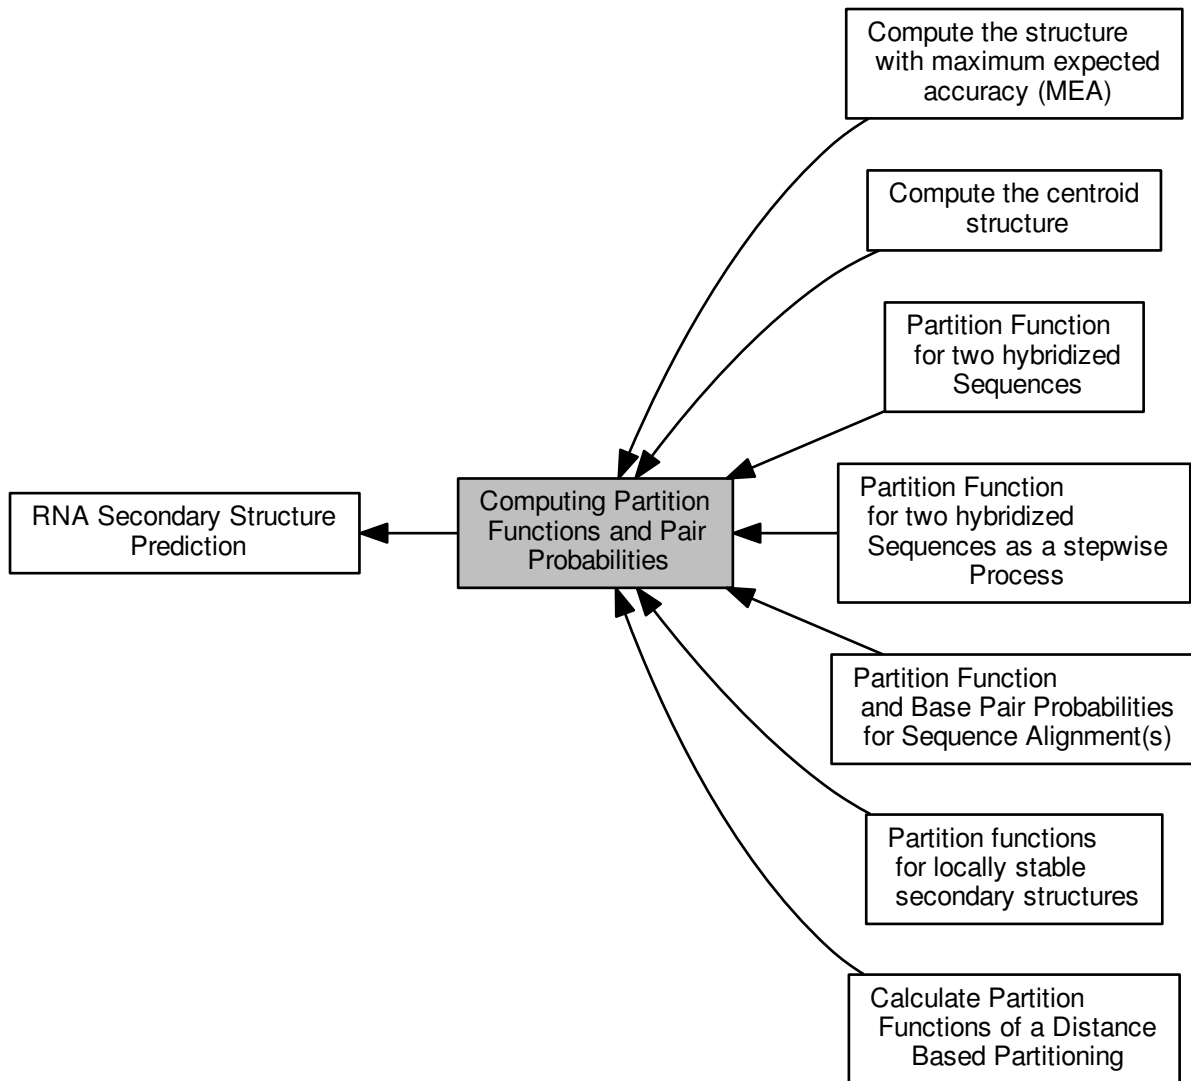 Compute the structure
with maximum expected
accuracy (MEA)
Compute the centroid
structure
Partition Function
for two hybridized
Sequences
RNA Secondary Structure
Prediction
Computing Partition
Functions and Pair
Probabilities
Partition Function
for two hybridized
Sequences as a stepwise
Process
Partition Function
and Base Pair Probabilities
for Sequence Alignment(s)
Partition functions
for locally stable
secondary structures
Calculate Partition
Functions of a Distance
Based Partitioning